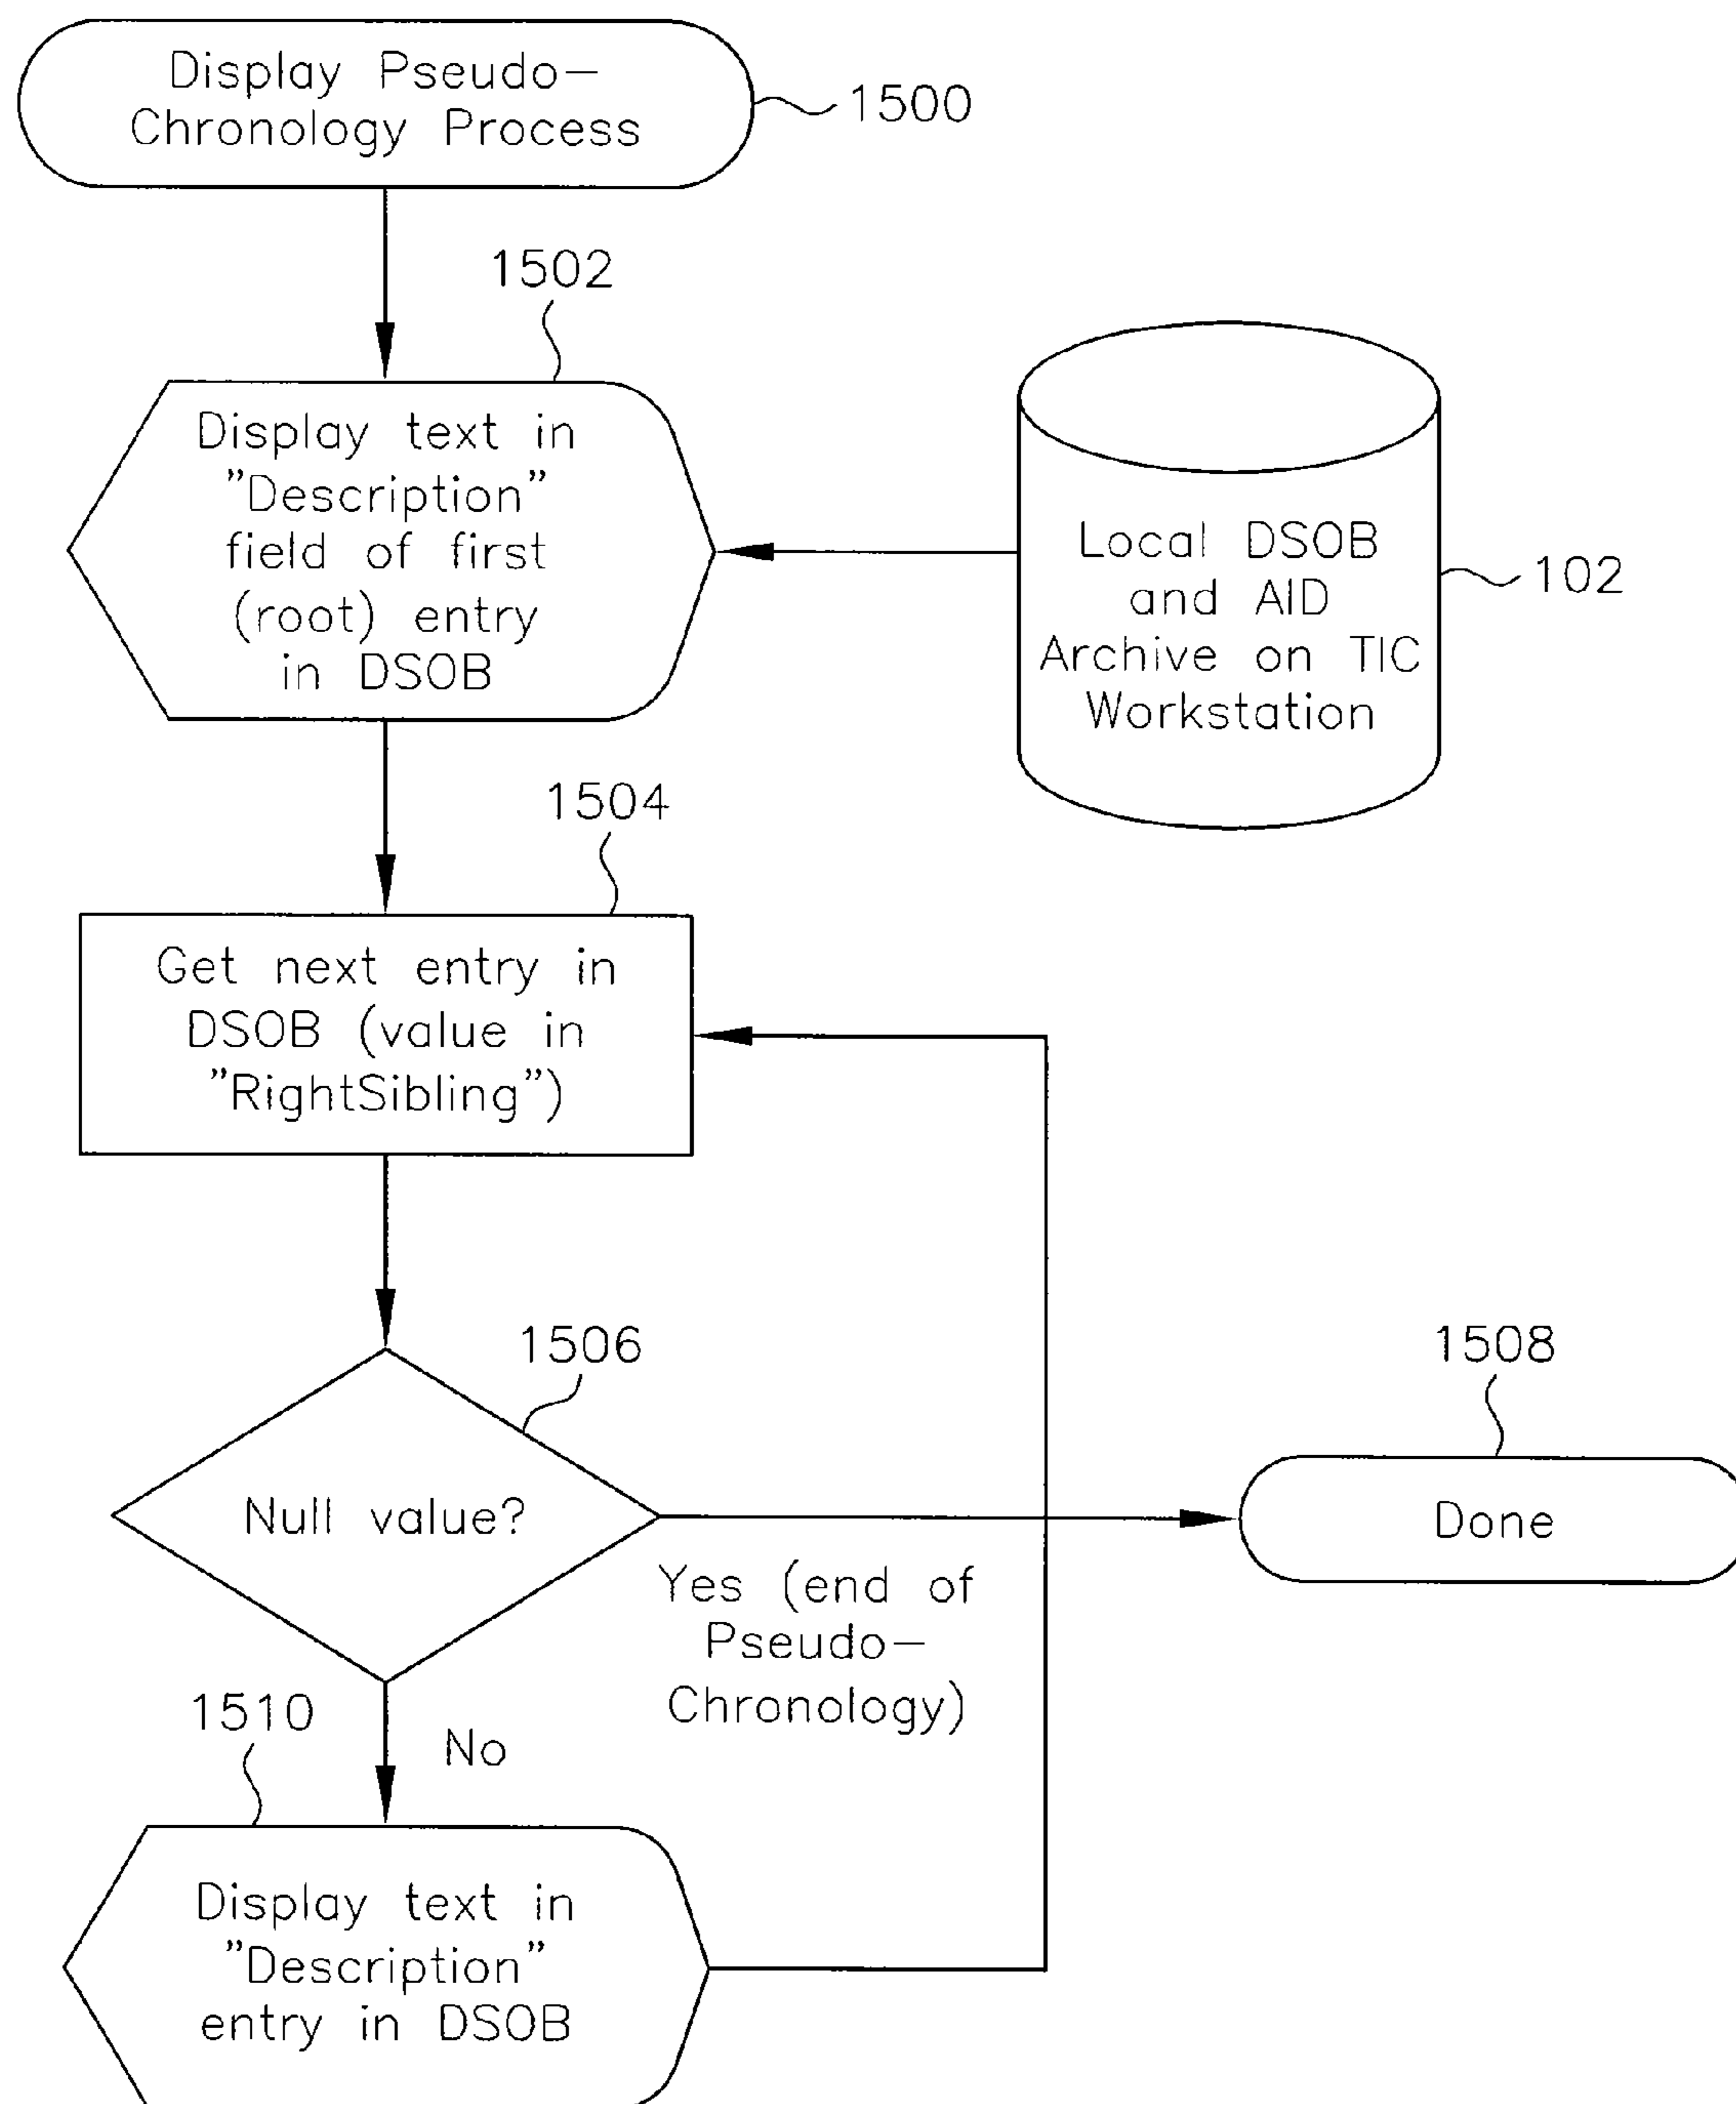 Display Pseudo-
Chronology Process
1500
1502
Display text in
"Description"
field of first
(root) entry
in DSOB
Local DSOB
and AID
Archive on TIC
Workstation
102
1504
Get next entry in
DSOB (value in
"RightSibling")
1506
Null value?
1508
Done
Yes (end of
Pseudo-
Chronology)
1510
No
Display text in
"Description"
entry in DSOB